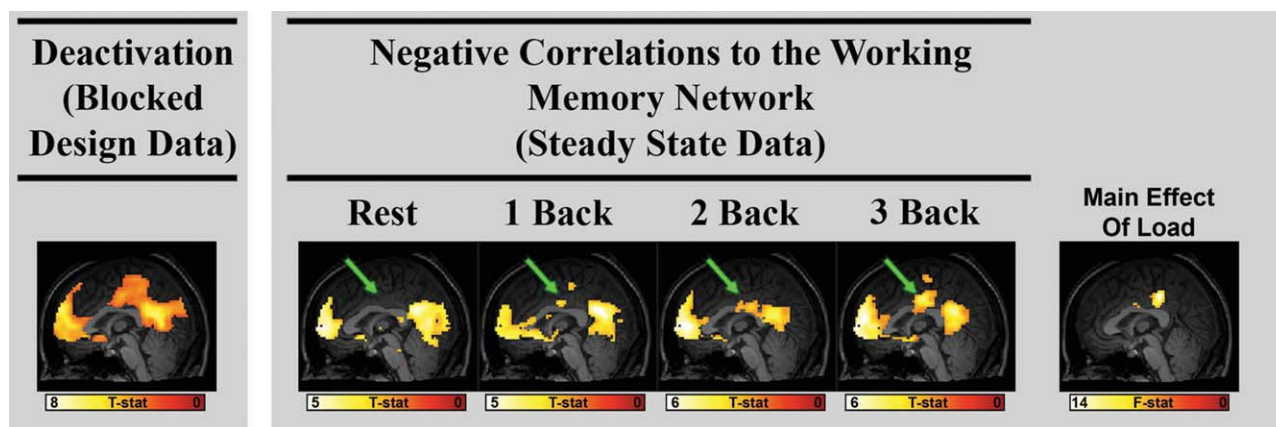 Deactivation
(Blocked
Design Data)
Negative Correlations to the Working
Memory Network
(Steady State Data)
Rest
1 Back
2 Back
3 Back
Main Effect
Of Load
8 T-stat 0
5 T-stat 0
5 T-stat 0
6 T-stat 0
6 T-stat 0
14 F-stat 0